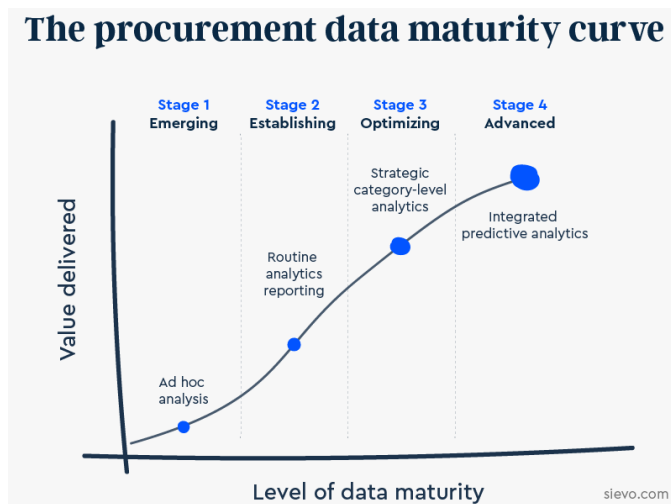 The procurement data maturity curve
Stage 1
Emerging
Stage 2
Establishing
Stage 3
Optimizing
Stage 4
Advanced
Strategic
category-level
analytics
Integrated
predictive analytics
Routine
analytics
reporting
Ad hoc
analysis
Value delivered
Level of data maturity
sievo.com